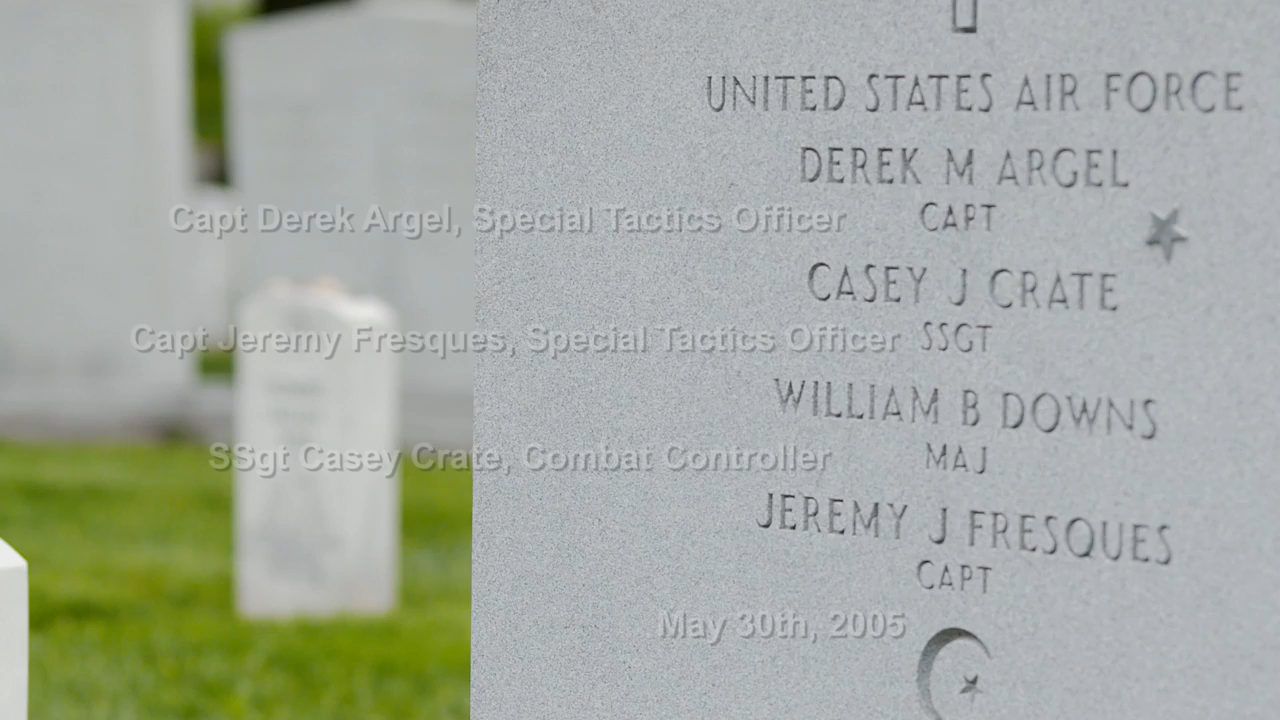 UNITED STATES AIR FORCE
DEREK M ARGEL
CAPT
CASEY J CRATE
SSGT
WILLIAM B DOWNS
MAJ
JEREMY J FRESQUES
CAPT
Capt Derek Argel, Special Tactics Officer
Capt Jeremy Fresques, Special Tactics Officer
SSgt Casey Crate, Combat Controller
May 30th, 2005